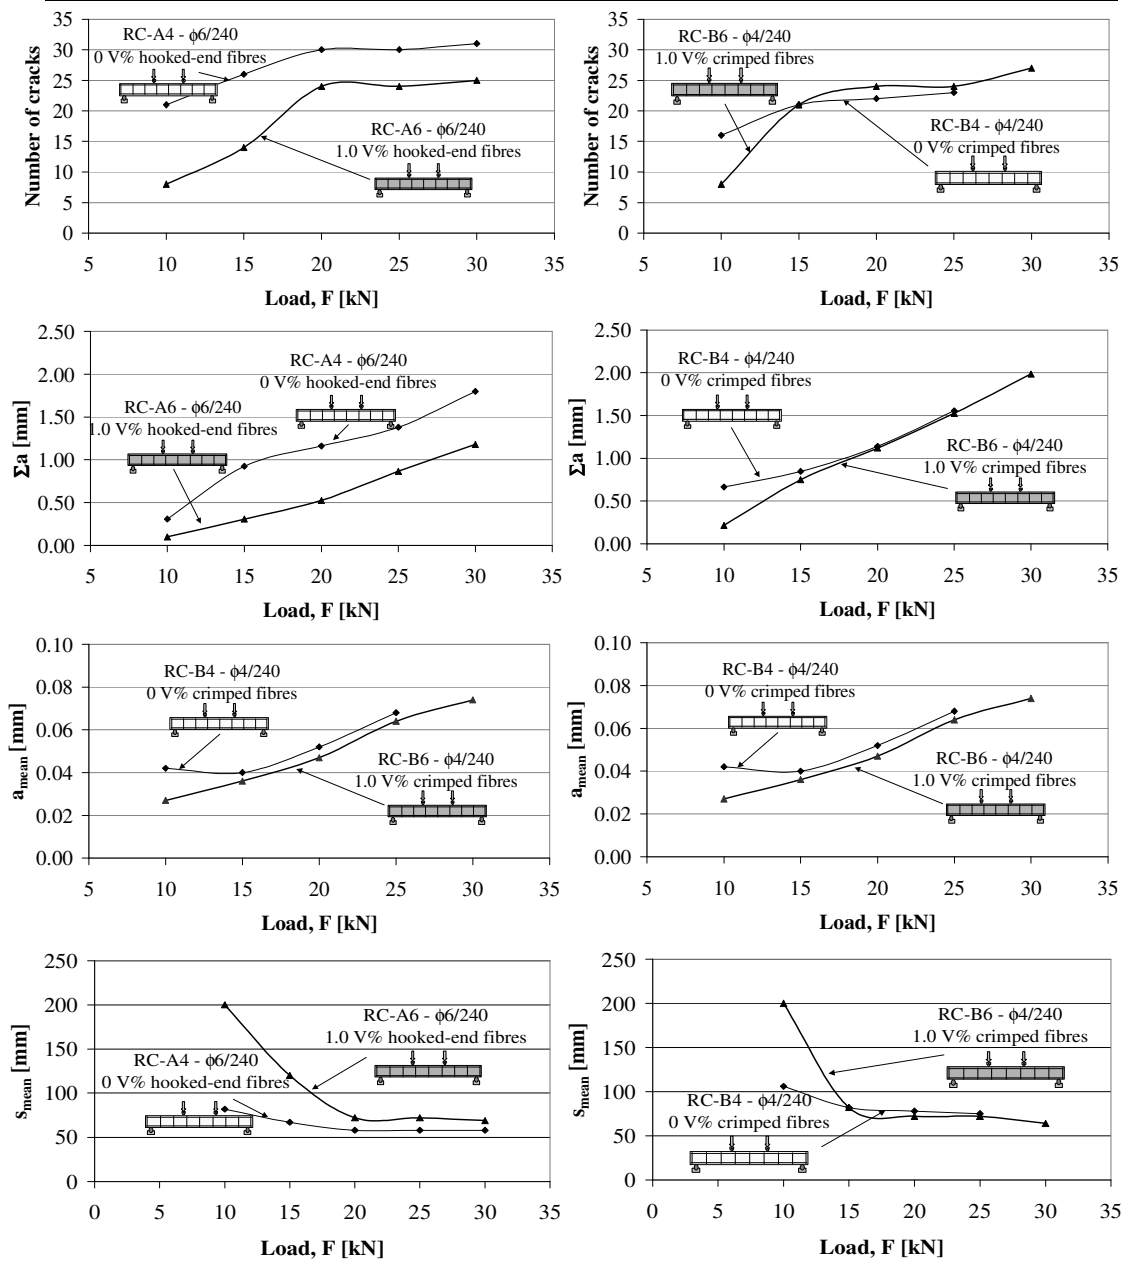 35
30
25
20
15
10
5
0
Number of cracks
RC-A4 - ϕ6/240
0 V% hooked-end fibres
RC-A6 - ϕ6/240
1.0 V% hooked-end fibres
5 10 15 20 25 30 35
Load, F [kN]
35
30
25
20
15
10
5
0
Number of cracks
RC-B6 - ϕ4/240
1.0 V% crimped fibres
RC-B4 - ϕ4/240
0 V% crimped fibres
5 10 15 20 25 30 35
Load, F [kN]
2.50
2.00
1.50
1.00
0.50
0.00
Σa [mm]
RC-A4 - ϕ6/240
0 V% hooked-end fibres
RC-A6 - ϕ6/240
1.0 V% hooked-end fibres
5 10 15 20 25 30 35
Load, F [kN]
2.50
2.00
1.50
1.00
0.50
0.00
Σa [mm]
RC-B4 - ϕ4/240
0 V% crimped fibres
RC-B6 - ϕ4/240
1.0 V% crimped fibres
5 10 15 20 25 30 35
Load, F [kN]
0.10
0.08
0.06
0.04
0.02
0.00
amean [mm]
RC-B4 - ϕ4/240
0 V% crimped fibres
RC-B6 - ϕ4/240
1.0 V% crimped fibres
5 10 15 20 25 30 35
Load, F [kN]
0.10
0.08
0.06
0.04
0.02
0.00
amean [mm]
RC-B4 - ϕ4/240
0 V% crimped fibres
RC-B6 - ϕ4/240
1.0 V% crimped fibres
5 10 15 20 25 30 35
Load, F [kN]
250
200
150
100
50
0
smean [mm]
RC-A6 - ϕ6/240
1.0 V% hooked-end fibres
RC-A4 - ϕ6/240
0 V% hooked-end fibres
0 5 10 15 20 25 30 35
Load, F [kN]
250
200
150
100
50
0
smean [mm]
RC-B6 - ϕ4/240
1.0 V% crimped fibres
RC-B4 - ϕ4/240
0 V% crimped fibres
0 5 10 15 20 25 30 35
Load, F [kN]